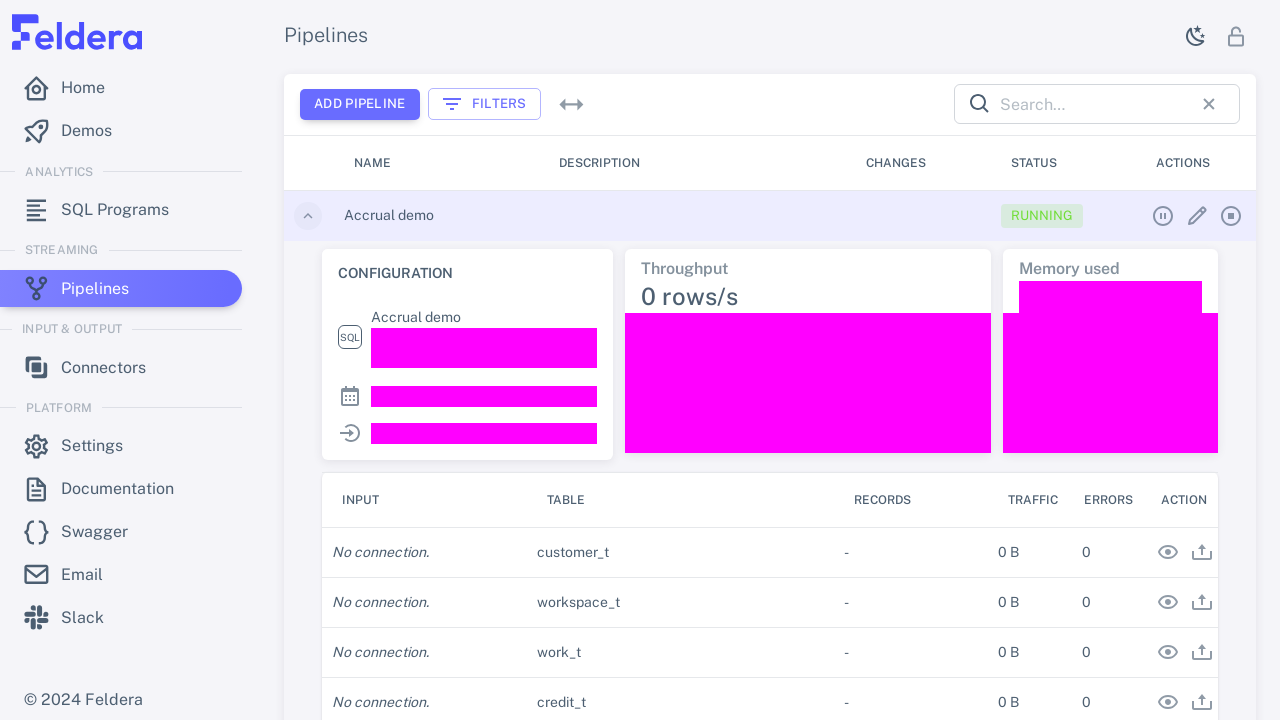 Feldera
Home
Demos
ANALYTICS
SQL Programs
STREAMING
Pipelines
INPUT & OUTPUT
Connectors
PLATFORM
Settings
Documentation
Swagger
Email
Slack
© 2024 Feldera
Pipelines
ADD PIPELINE FILTERS Search...
NAME DESCRIPTION CHANGES STATUS ACTIONS
Accrual demo RUNNING
CONFIGURATION
SQL Accrual demo
Throughput
0 rows/s
Memory used
INPUT TABLE RECORDS TRAFFIC ERRORS ACTION
No connection. customer_t - 0 B 0
No connection. workspace_t - 0 B 0
No connection. work_t - 0 B 0
No connection. credit_t - 0 B 0